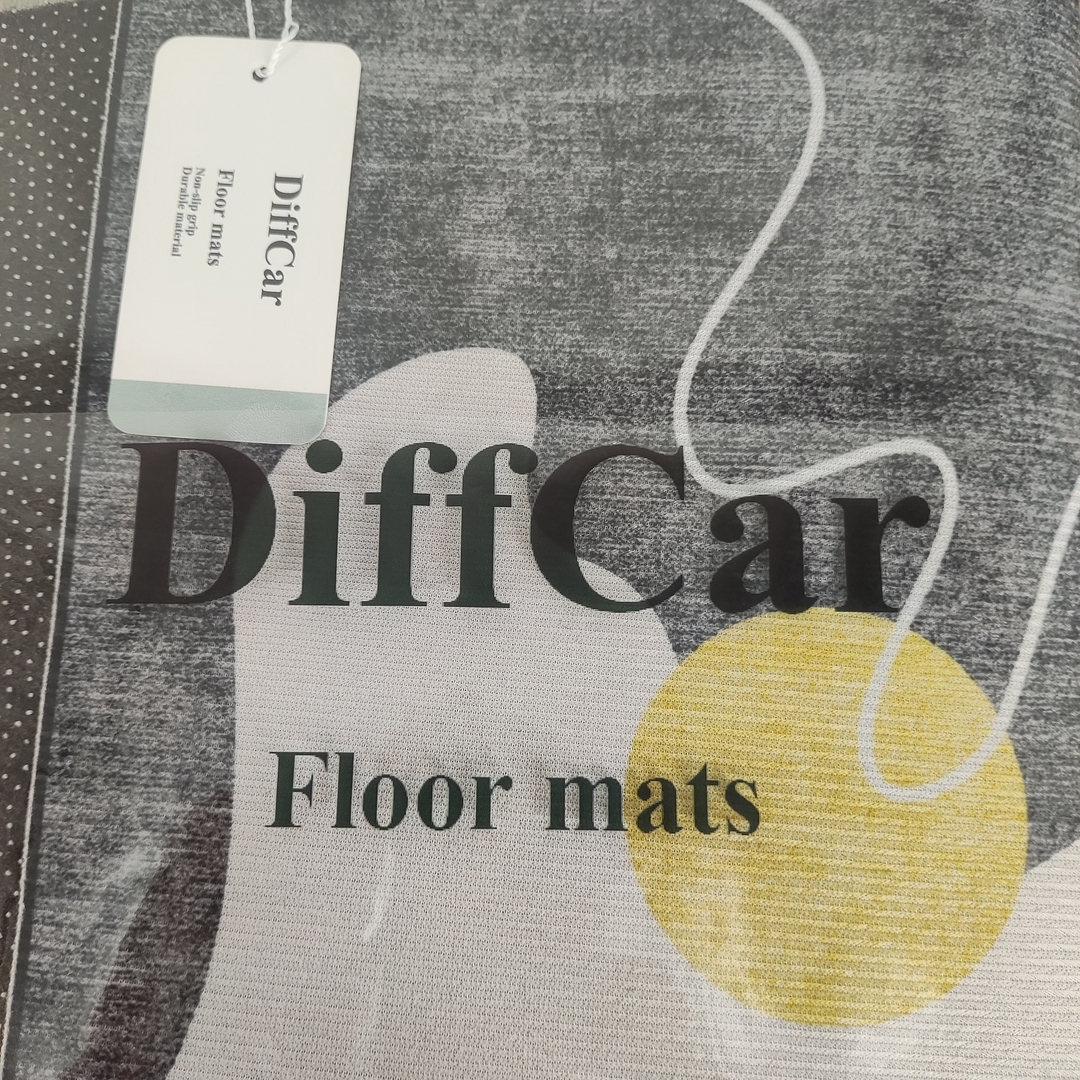 DiffCar
Floor mats
Non-slip grip
Durable material
DiffCar
Floor mats